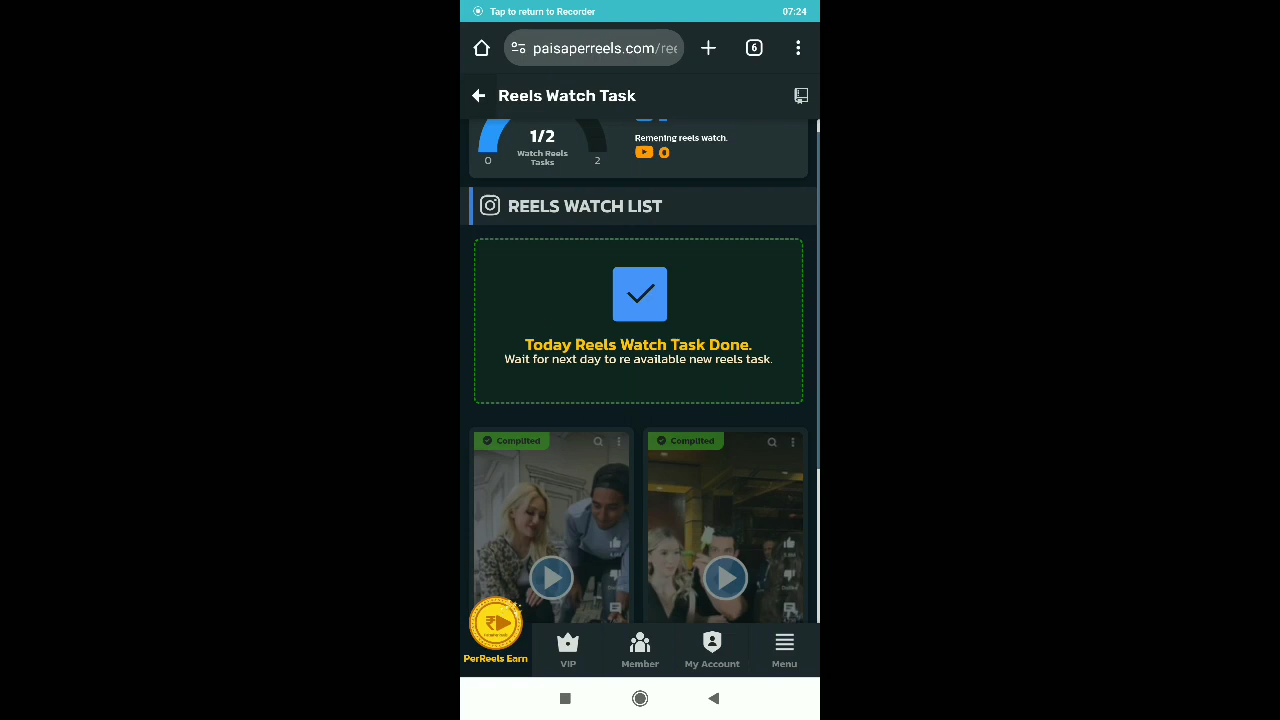 Tap to return to Recorder
07:24
paisaperreels.com/ree
6
Reels Watch Task
1/2
Watch Reels
Tasks
0
2
Remening reels watch.
0
REELS WATCH LIST
Today Reels Watch Task Done.
Wait for next day to re available new reels task.
Complited
Complited
PerReels Earn
VIP
Member
My Account
Menu